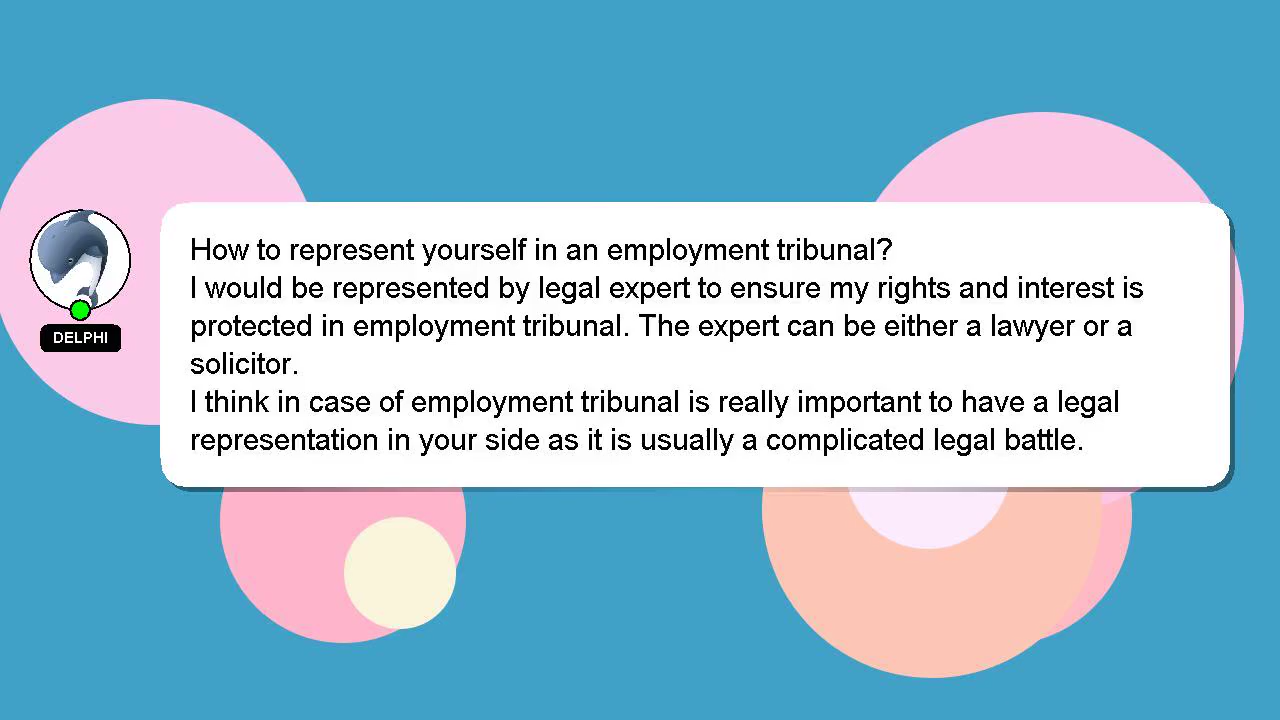 How to represent yourself in an employment tribunal?
I would be represented by legal expert to ensure my rights and interest is
protected in employment tribunal. The expert can be either a lawyer or a
solicitor.
I think in case of employment tribunal is really important to have a legal
representation in your side as it is usually a complicated legal battle.
DELPHI